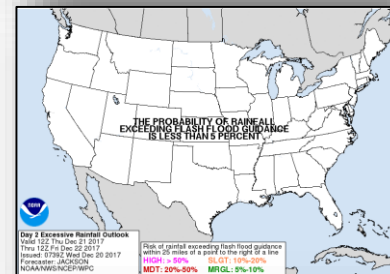 THE PROBABILITY OF RAINFALL
EXCEEDING FLASH FLOOD GUIDANCE
IS LESS THAN 5 PERCENT
NOAA
Day 2 Excessive Rainfall Outlook
Valid 12Z Thu Dec 21 2017
Thru 12Z Fri Dec 22 2017
Issued: 0739Z Wed Dec 20 2017
Forecaster: JACKSON
NOAA/NWS/NCEP/WPC
Risk of rainfall exceeding flash flood guidance
within 25 miles of a point to the right of a line
HIGH: > 50% SLGT: 10%-20%
MDT: 20%-50% MRGL: 5%-10%